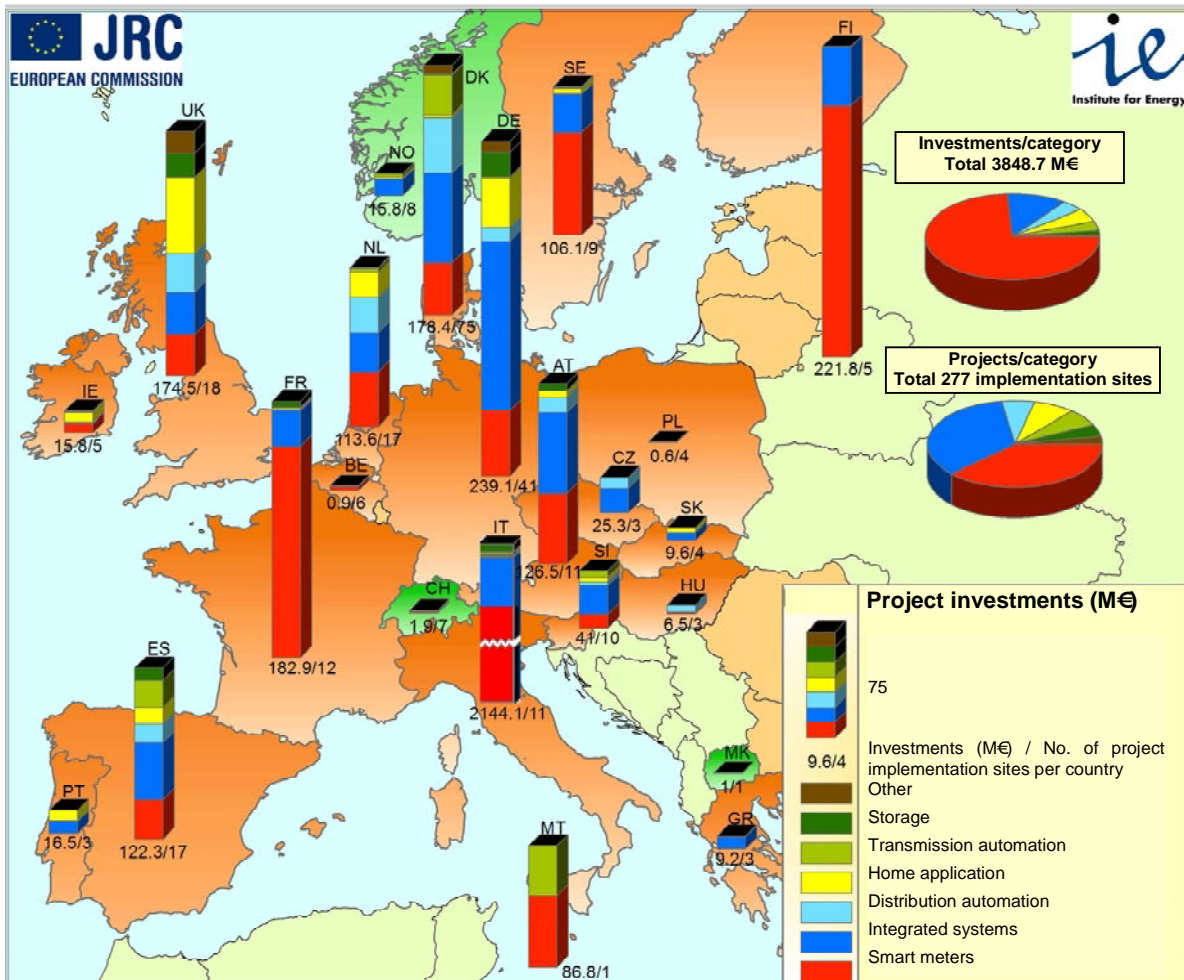 JRC
EUROPEAN COMMISSION
ie
Institute for Energy
FI
221.8/5
SE
106.1/9
DK
178.4/75
UK
174.5/18
NO
15.8/8
DE
239.1/41
NL
113.6/17
IE
15.8/5
FR
182.9/12
BE
0.9/6
AT
126.5/11
PL
0.6/4
CZ
25.3/3
SK
9.6/4
IT
2144.1/11
SI
41/10
HU
6.5/3
CH
1.9/7
ES
122.3/17
PT
16.5/3
MT
86.8/1
MK
1/1
GR
9.2/3
Investments/category
Total 3848.7 M€
Projects/category
Total 277 implementation sites
Project investments (M€)
75
9.6/4
Investments (M€) / No. of project
implementation sites per country
Other
Storage
Transmission automation
Home application
Distribution automation
Integrated systems
Smart meters